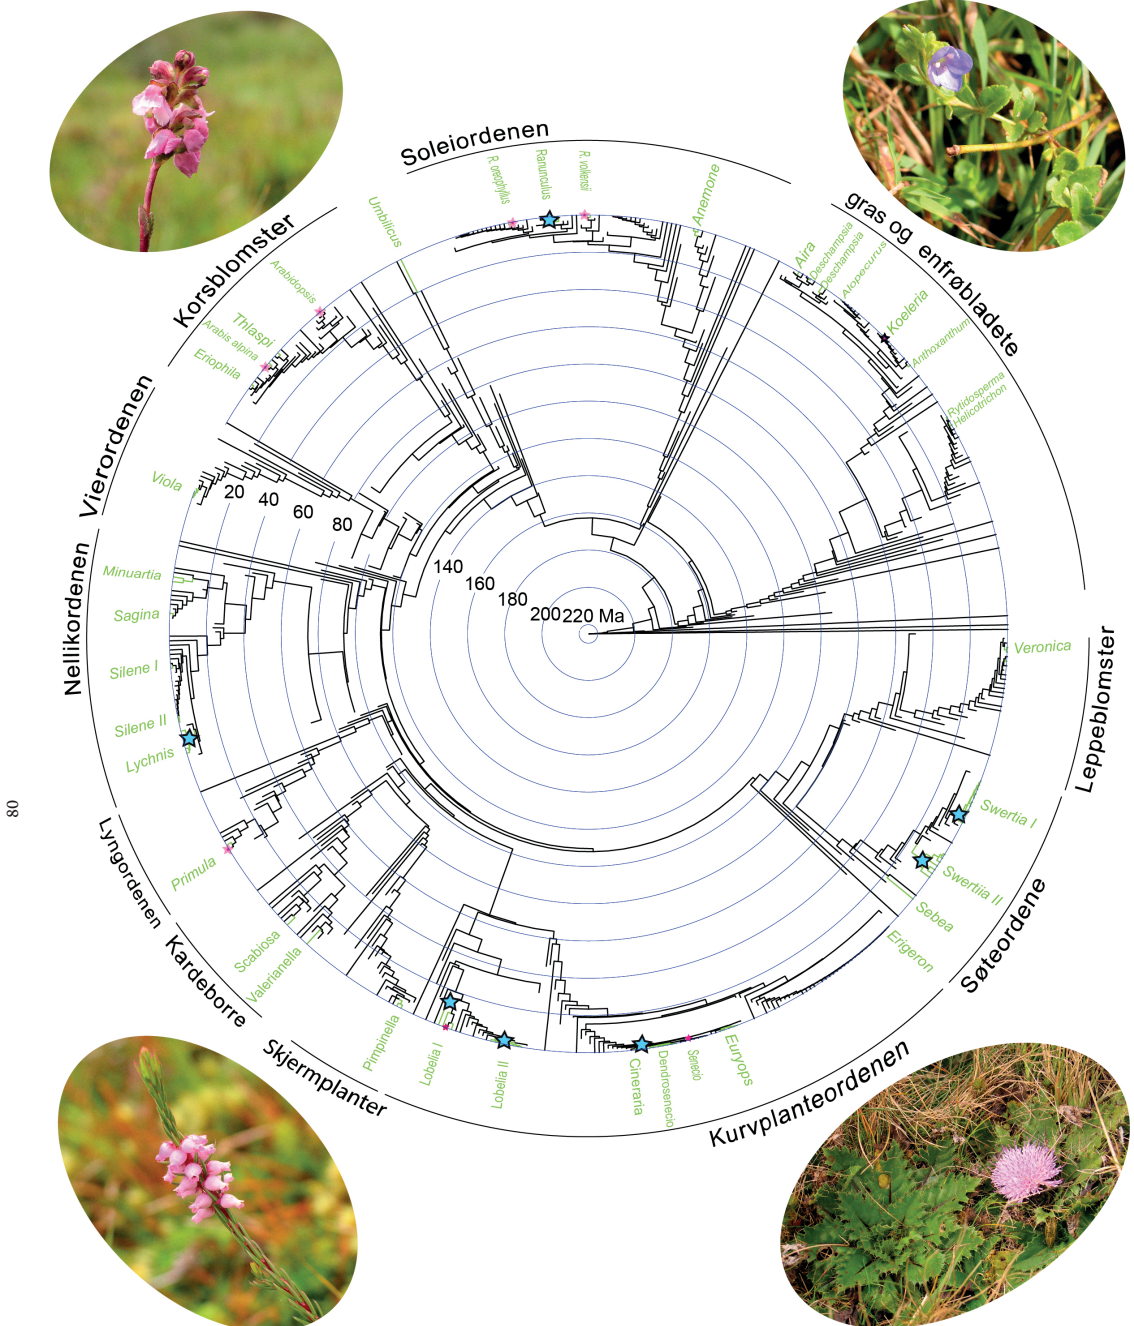 Soleiordenen
R. oreophyllus
Ranunculus
R. volkensii
Anemone
gras og enfrøbladete
Aira
Deschampsia
Deschampsia
Alopecurus
Koeleria
Anthoxanthum
Rytidosperma
Helicotrichon
Umbilicus
Korsblomster
Arabidopsis
Thlaspi
Arabis alpina
Eriophila
Vierordenen
Viola
20
40
60
80
140
160
180
200
220 Ma
Nellikordenen
Minuartia
Sagina
Silene I
Silene II
Lychnis
Leppeblomster
Veronica
Swertia I
Swertiia II
Sebea
Søteordene
Erigeron
80
Lyngordenen
Primula
Kardeborre
Scabiosa
Valerianella
Skjermplanter
Pimpinella
Lobelia I
Lobelia II
Kurvplanteordenen
Cineraria
Dendrosenecio
Senecio
Euryops